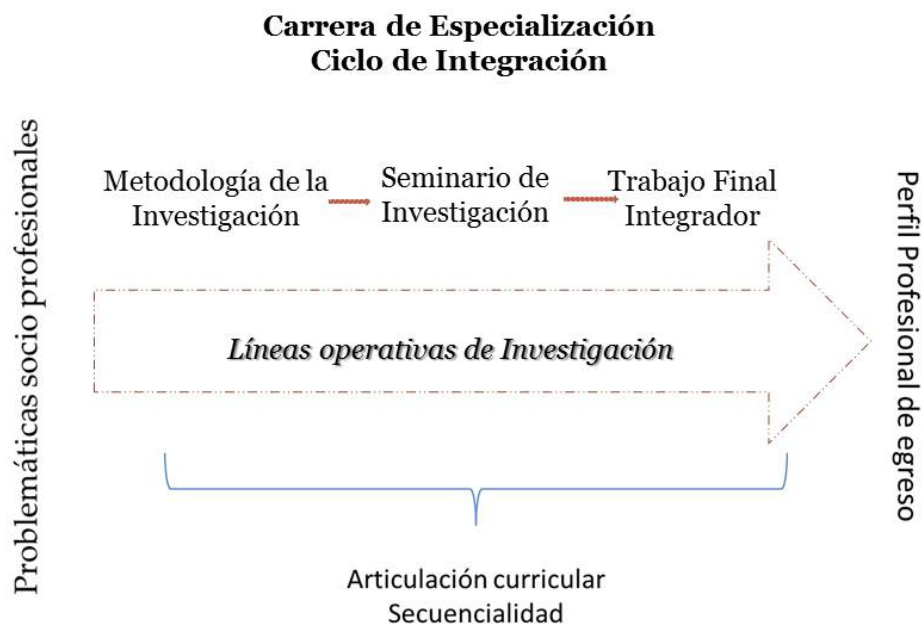 Carrera de Especialización
Ciclo de Integración
Problemáticas socio profesionales
Metodología de la
Investigación
Seminario de
Investigación
Trabajo Final
Integrador
Líneas operativas de Investigación
Perfil Profesional de egreso
Articulación curricular
Secuencialidad